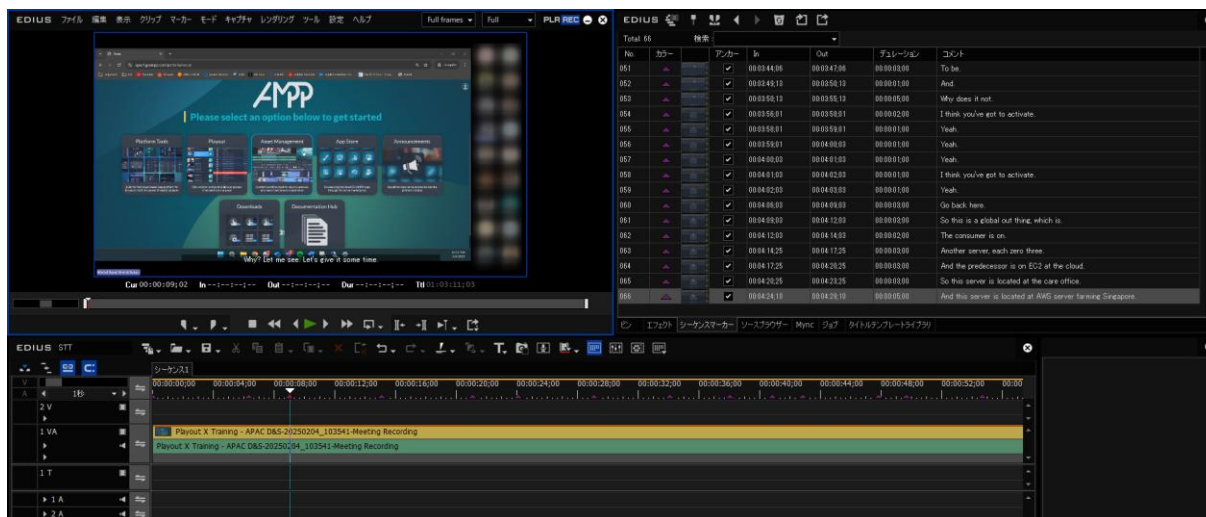 EDIUS ファイル 編集 表示 クリップ マーカー モード キャプチャ レンダリング ツール 設定 ヘルプ Full frames Full PLR REC
AMPP
Please select an option below to get started
Platform Tools Playout Asset Management App Store Announcements
Downloads Documentation Hub
Why? Let me see. Let's give it some time.
Cur 00:00:09;02 In --:--:--;-- Out --:--:--;-- Dur --:--:--;-- Ttl 01:03:11;03
EDIUS
Total: 66 検索:
No. カラー アンカー In Out デュレーション コメント
051 00:03:44;06 00:03:47;06 00:00:03;00 To be.
052 00:03:49;13 00:03:50;13 00:00:01;00 And.
053 00:03:50;13 00:03:55;13 00:00:05;00 Why does it not.
054 00:03:56;01 00:03:58;01 00:00:02;00 I think you've got to activate.
055 00:03:58;01 00:03:59;01 00:00:01;00 Yeah.
056 00:03:59;01 00:04:00;03 00:00:01;00 Yeah.
057 00:04:00;03 00:04:01;03 00:00:01;00 Yeah.
058 00:04:01;03 00:04:02;03 00:00:01;00 I think you've got to activate.
059 00:04:02;03 00:04:03;03 00:00:01;00 Yeah.
060 00:04:06;03 00:04:09;03 00:00:03;00 Go back here.
061 00:04:09;03 00:04:12;03 00:00:03;00 So this is a global out thing, which is.
062 00:04:12;03 00:04:14;03 00:00:02;00 The consumer is on.
063 00:04:14;25 00:04:17;25 00:00:03;00 Another server, each zero three.
064 00:04:17;25 00:04:20;25 00:00:03;00 And the predecessor is on EC2 at the cloud.
065 00:04:20;25 00:04:23;25 00:00:03;00 So this server is located at the care office.
066 00:04:24;10 00:04:29;10 00:00:05;00 And this server is located at AWG server farming Singapore.
ビン エフェクト シーケンスマーカー ソースブラウザー Mync ジョブ タイトルテンプレートライブラリ
EDIUS STT
シーケンス1
1秒
00:00:00;00 00:00:04;00 00:00:08;00 00:00:12;00 00:00:16;00 00:00:20;00 00:00:24;00 00:00:28;00 00:00:32;00 00:00:36;00 00:00:40;00 00:00:44;00 00:00:48;00 00:00:52;00 00:00
V
A
2 V
1 VA
Playout X Training - APAC D&S-20250204_103541-Meeting Recording
Playout X Training - APAC D&S-20250204_103541-Meeting Recording
1 T
1 A
2 A